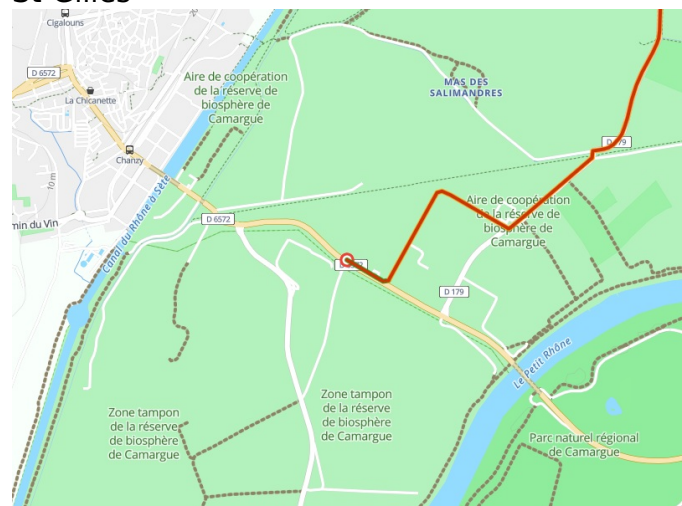 Cigalouns
D 6572
La Chicanette
Chanzy
Aire de coopération
de la réserve de
biosphère de
Camargue
MAS DES
SALIMANDRES
Canal du Rhône à Sète
D 6572
min du Vin
Aire de coopération
de la réserve de
biosphère de
Camargue
D 179
Le Petit Rhône
Zone tampon
de la réserve
de biosphère
de Camargue
Zone tampon
de la réserve
de biosphère
de Camargue
Parc naturel régional
de Camargue
10 m